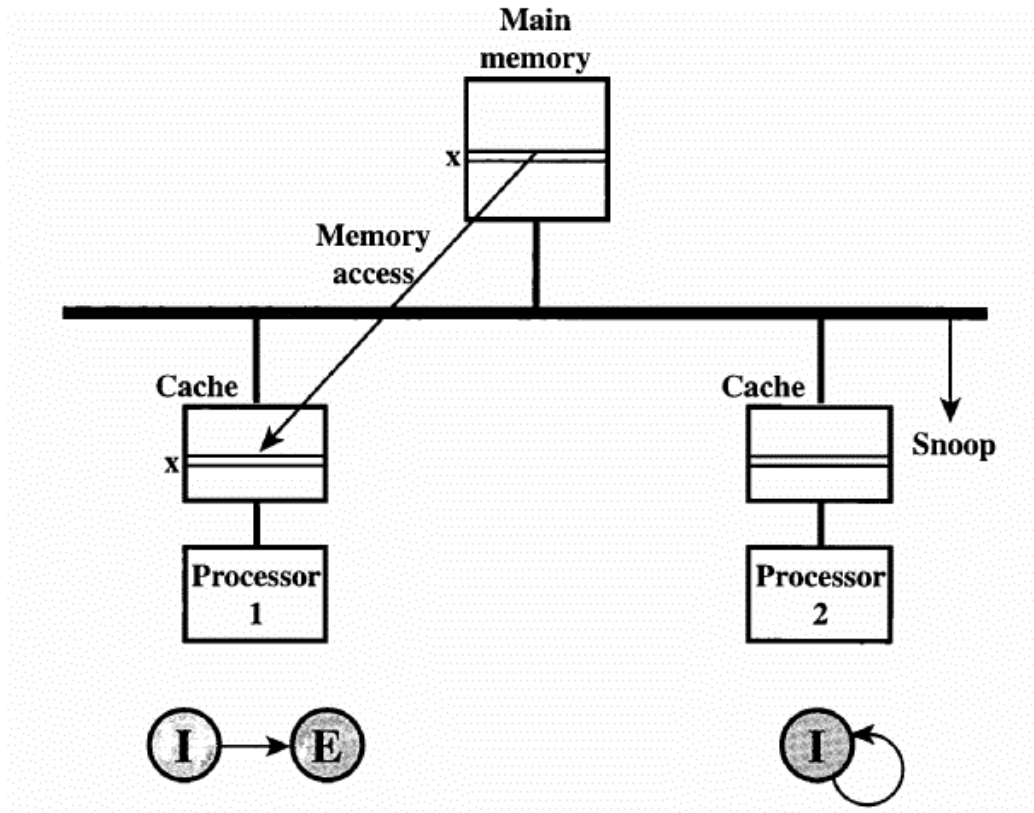 Main
memory
x
Memory
access
Cache
Cache
x
Snoop
Processor
1
Processor
2
I
E
I